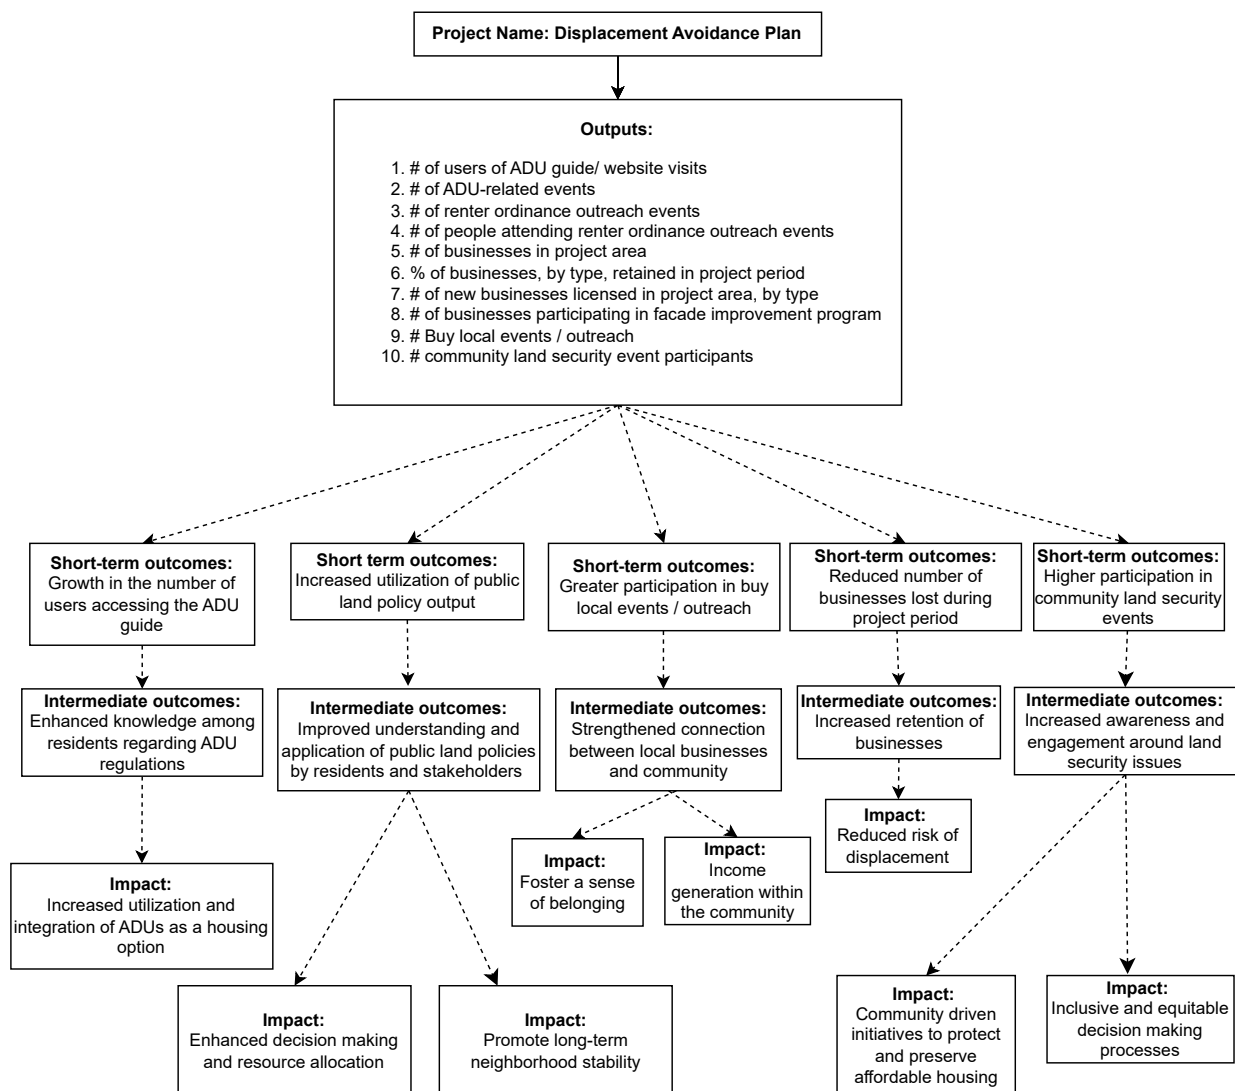 Project Name: Displacement Avoidance Plan
Outputs:
1. # of users of ADU guide/ website visits
2. # of ADU-related events
3. # of renter ordinance outreach events
4. # of people attending renter ordinance outreach events
5. # of businesses in project area
6. % of businesses, by type, retained in project period
7. # of new businesses licensed in project area, by type
8. # of businesses participating in facade improvement program
9. # Buy local events / outreach
10. # community land security event participants
Short-term outcomes:
Growth in the number of
users accessing the ADU
guide
Short term outcomes:
Increased utilization of public
land policy output
Short-term outcomes:
Greater participation in buy
local events / outreach
Short-term outcomes:
Reduced number of
businesses lost during
project period
Short-term outcomes:
Higher participation in
community land security
events
Intermediate outcomes:
Enhanced knowledge among
residents regarding ADU
regulations
Intermediate outcomes:
Improved understanding and
application of public land policies
by residents and stakeholders
Intermediate outcomes:
Strengthened connection
between local businesses
and community
Intermediate outcomes:
Increased retention of
businesses
Intermediate outcomes:
Increased awareness and
engagement around land
security issues
Impact:
Increased utilization and
integration of ADUs as a housing
option
Impact:
Foster a sense
of belonging
Impact:
Income
generation within
the community
Impact:
Reduced risk of
displacement
Impact:
Enhanced decision making
and resource allocation
Impact:
Promote long-term
neighborhood stability
Impact:
Community driven
initiatives to protect
and preserve
affordable housing
Impact:
Inclusive and equitable
decision making
processes